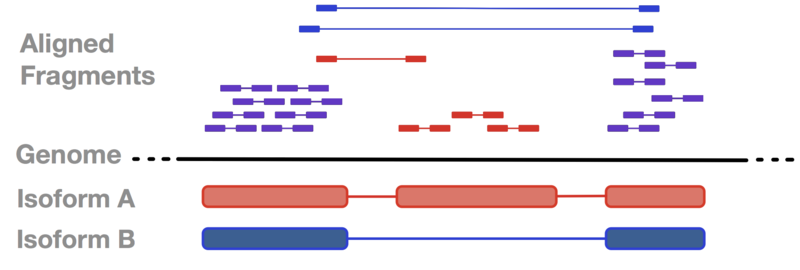 Aligned
Fragments
Genome
Isoform A
Isoform B